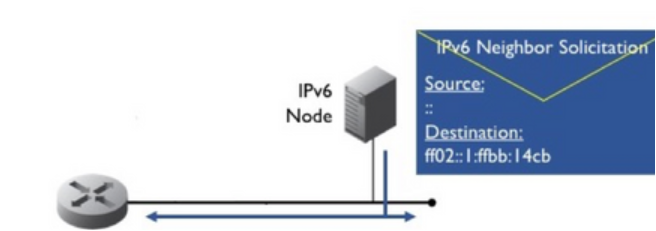 IPv6 Neighbor Solicitation
IPv6
Node
Source:
::
Destination:
ff02::1:ffbb:14cb